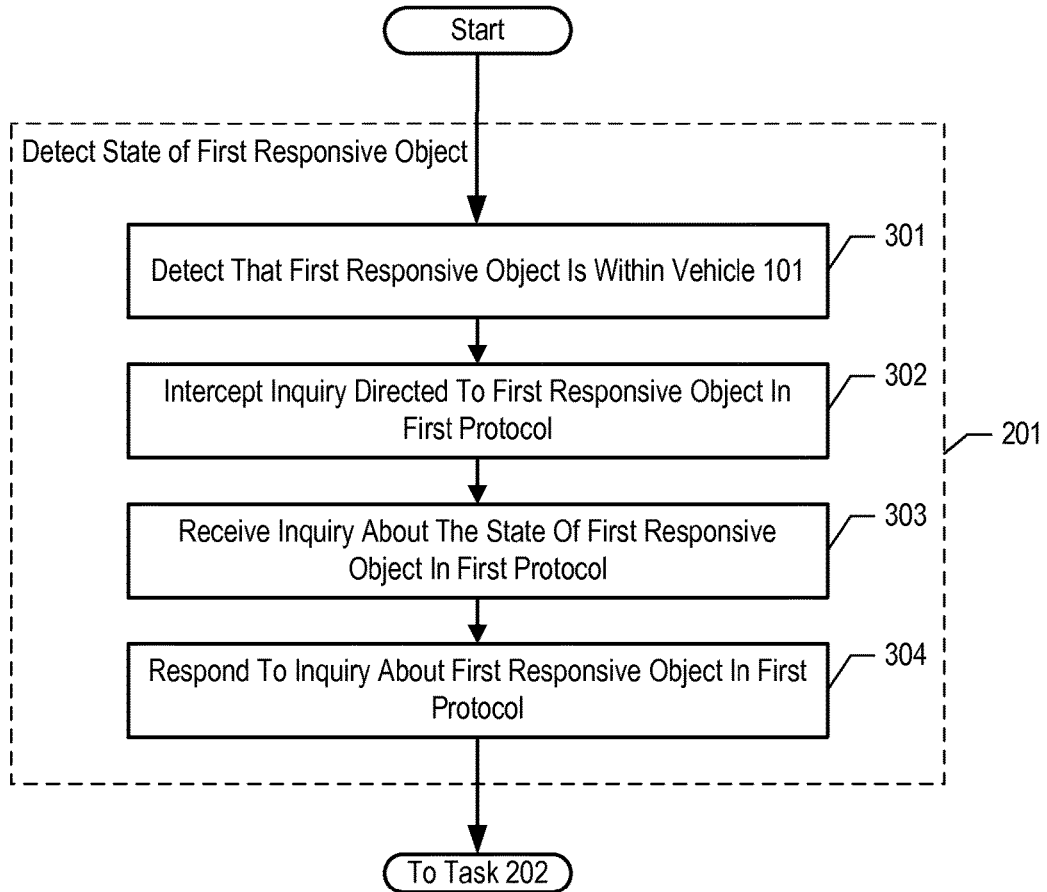 Start
Detect State of First Responsive Object
Detect That First Responsive Object Is Within Vehicle 101
301
Intercept Inquiry Directed To First Responsive Object In
First Protocol
302
201
Receive Inquiry About The State Of First Responsive
Object In First Protocol
303
Respond To Inquiry About First Responsive Object In First
Protocol
304
To Task 202